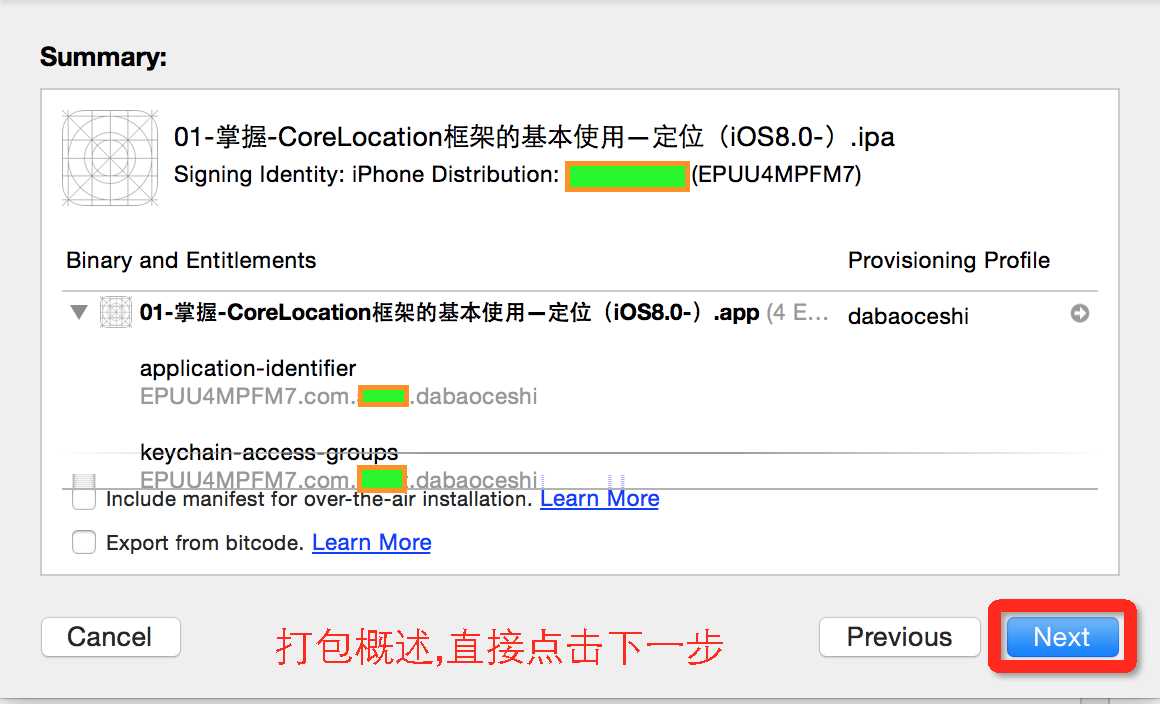 Summary:
01-掌握-CoreLocation框架的基本使用—定位（iOS8.0-）.ipa
Signing Identity: iPhone Distribution: (EPUU4MPFM7)
Binary and Entitlements Provisioning Profile
01-掌握-CoreLocation框架的基本使用—定位（iOS8.0-）.app (4 E... dabaoceshi
application-identifier
EPUU4MPFM7.com. .dabaoceshi
keychain-access-groups
EPUU4MPFM7.com. .dabaoceshi
Include manifest for over-the-air installation. Learn More
Export from bitcode. Learn More
Cancel 打包概述,直接点击下一步 Previous Next